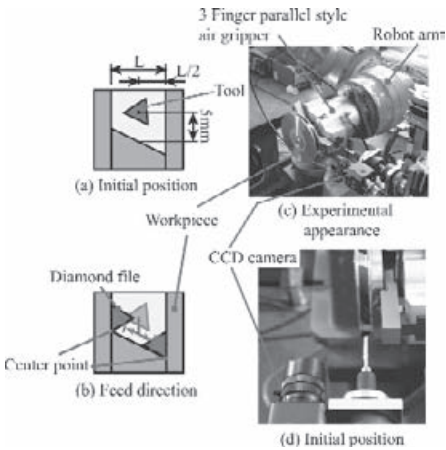 3 Finger parallel style
air gripper
Robot arm
L
L/2
Tool
5mm
(a) Initial position
(c) Experimental
appearance
Workpiece
CCD camera
Diamond file
Center point
(b) Feed direction
(d) Initial position